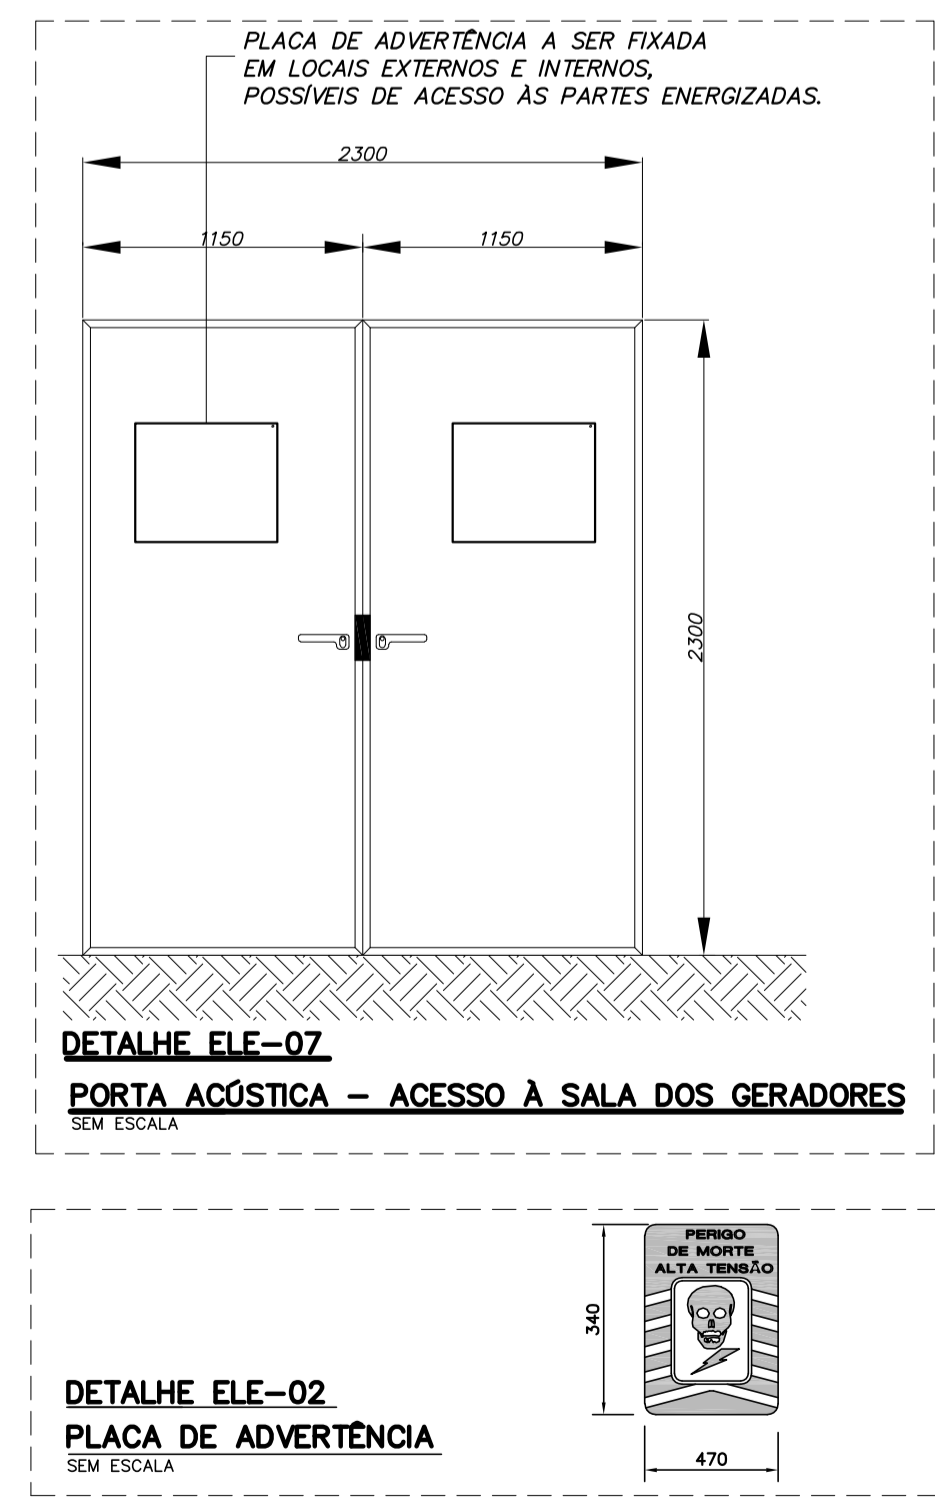 PLACA DE ADVERTÊNCIA A SER FIXADA
EM LOCAIS EXTERNOS E INTERNOS,
POSSÍVEIS DE ACESSO ÀS PARTES ENERGIZADAS.
2300
1150
1150
2300
DETALHE ELE-07
PORTA ACÚSTICA - ACESSO À SALA DOS GERADORES
SEM ESCALA
PERIGO
DE MORTE
ALTA TENSÃO
340
DETALHE ELE-02
PLACA DE ADVERTÊNCIA
SEM ESCALA
470